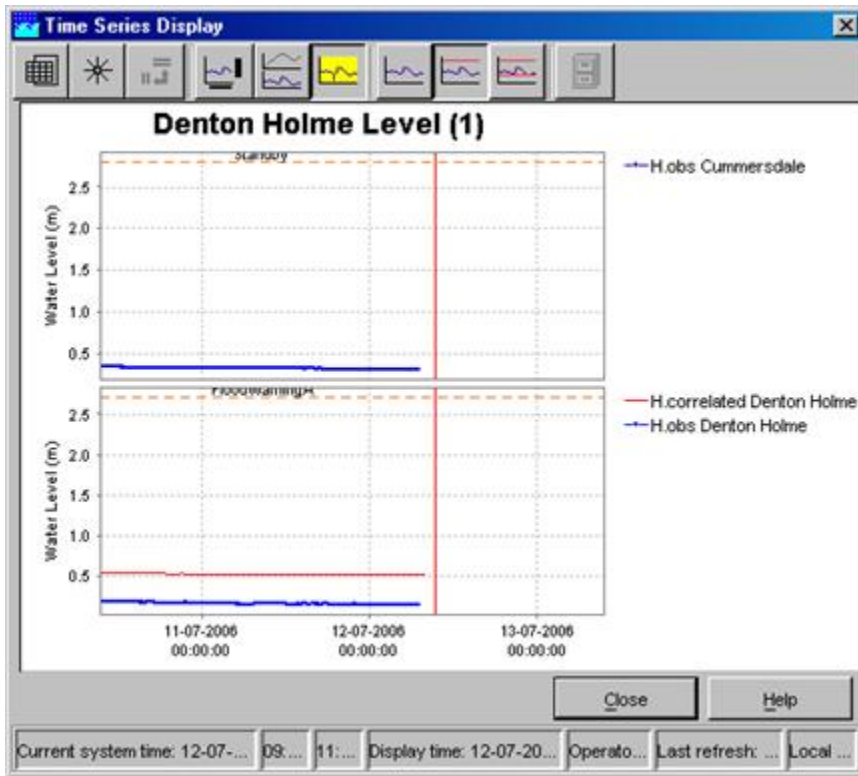 Time Series Display
Denton Holme Level (1)
Standby
H.obs Cummersdale
Water Level (m)
2.5
2.0
1.5
1.0
0.5
FloodWarningA
H.correlated Denton Holme
H.obs Denton Holme
Water Level (m)
2.5
2.0
1.5
1.0
0.5
11-07-2006 12-07-2006 13-07-2006
00:00:00 00:00:00 00:00:00
Close Help
Current system time: 12-07-... 09:... 11:... Display time: 12-07-20... Operato... Last refresh: ... Local ...